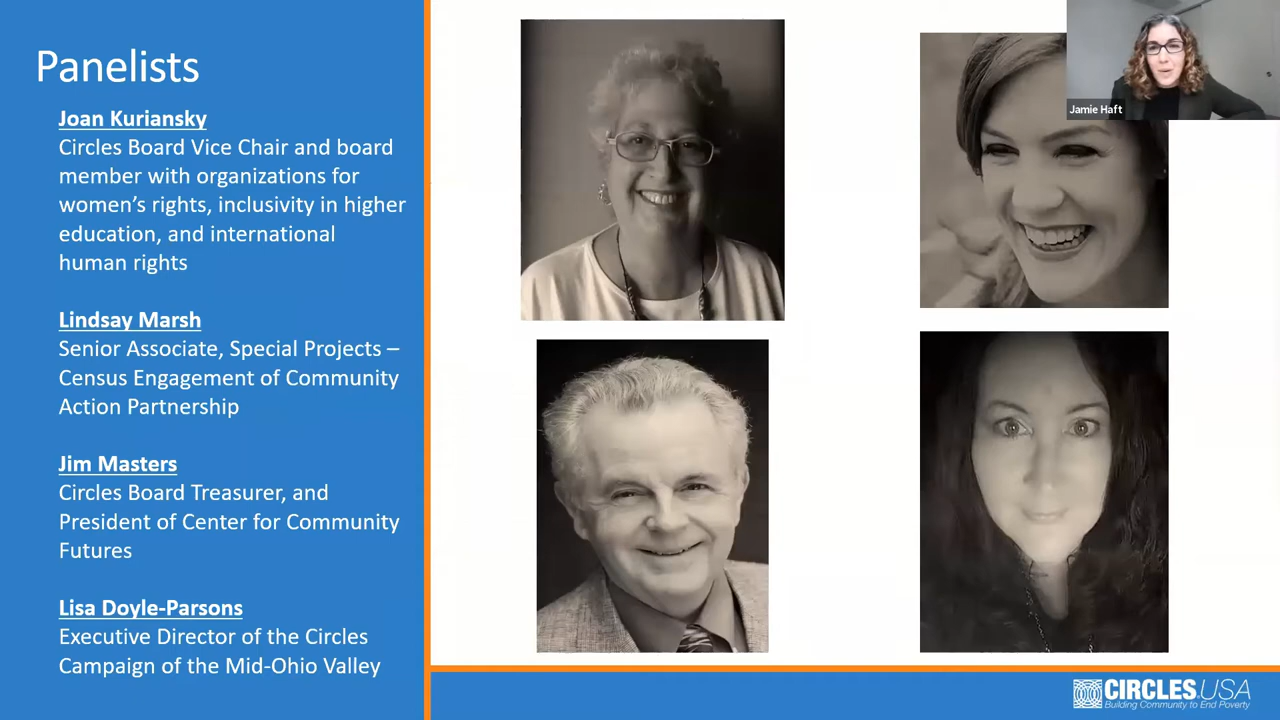 Panelists
Joan Kuriansky
Circles Board Vice Chair and board
member with organizations for
women’s rights, inclusivity in higher
education, and international
human rights
Lindsay Marsh
Senior Associate, Special Projects –
Census Engagement of Community
Action Partnership
Jim Masters
Circles Board Treasurer, and
President of Center for Community
Futures
Lisa Doyle-Parsons
Executive Director of the Circles
Campaign of the Mid-Ohio Valley
Jamie Haft
CIRCLES USA
Building Community to End Poverty